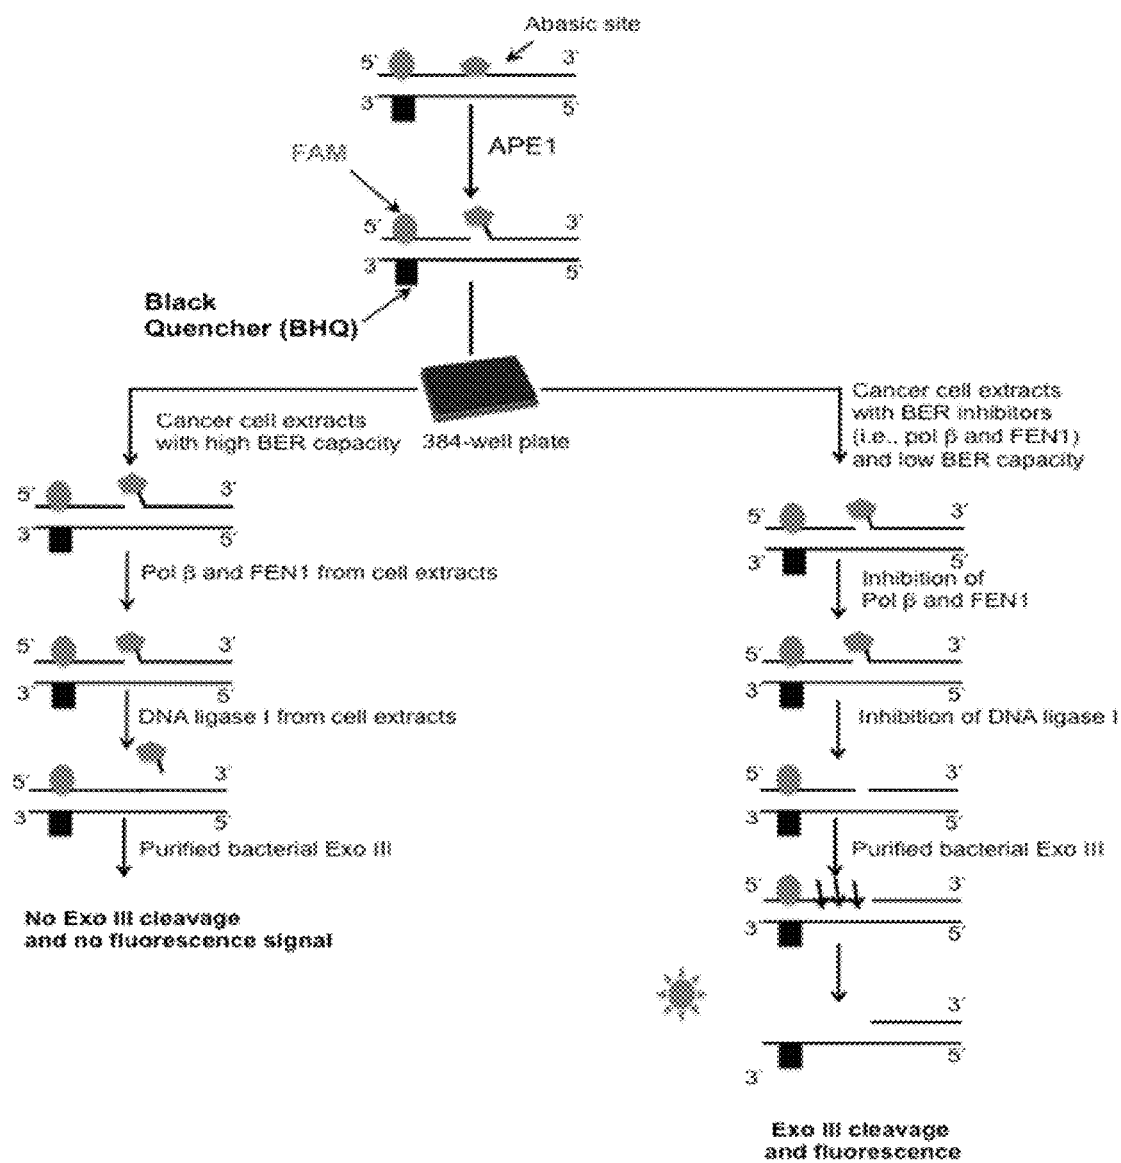 Abasic site
5' 3'
3' 5'
APE1
FAM
5' 3'
3' 5'
Black
Quencher (BHQ)
384-well plate
Cancer cell extracts
with high BER capacity
5' 3'
3' 5'
Pol β and FEN1 from cell extracts
5' 3'
3' 5'
DNA ligase I from cell extracts
5' 3'
3' 5'
Purified bacterial Exo III
No Exo III cleavage
and no fluorescence signal
Cancer cell extracts
with BER inhibitors
(i.e., pol β and FEN1)
and low BER capacity
5' 3'
3' 5'
Inhibition of
Pol β and FEN1
5' 3'
3' 5'
Inhibition of DNA ligase I
5' 3'
3' 5'
Purified bacterial Exo III
5' 3'
3' 5'
3'
5'
3'
Exo III cleavage
and fluorescence